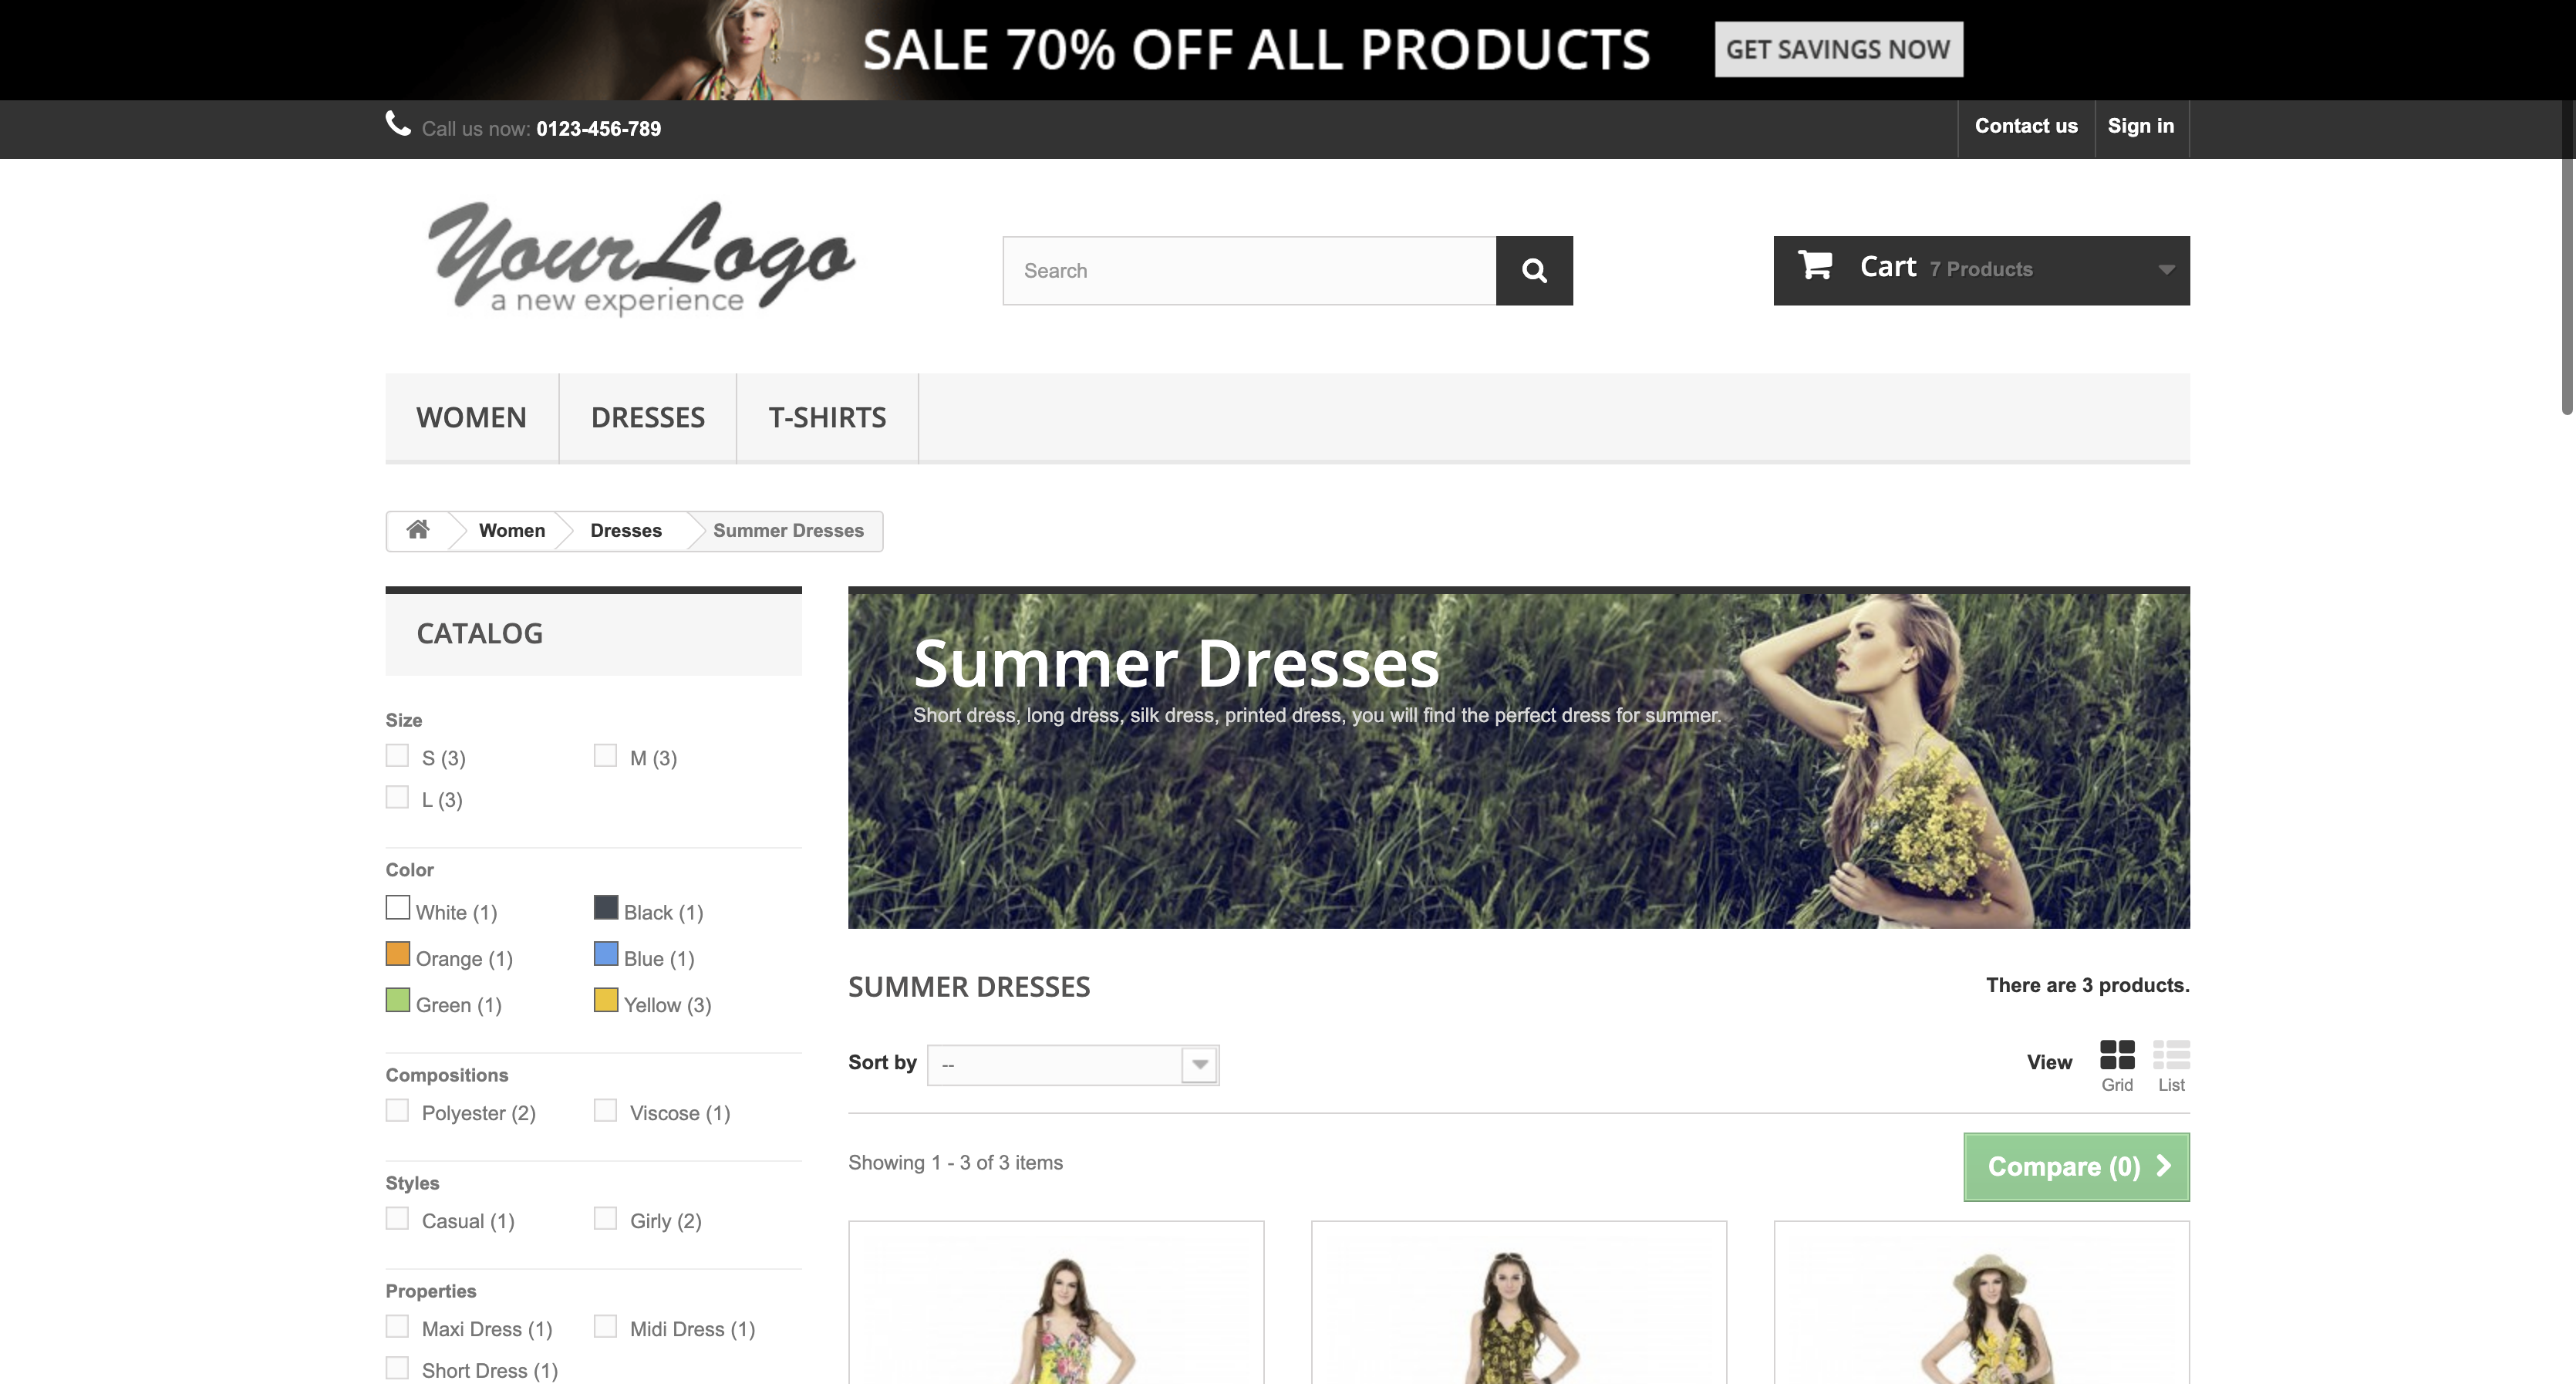 SALE 70% OFF ALL PRODUCTS
GET SAVINGS NOW
Call us now: 0123-456-789
Contact us
Sign in
Your Logo
a new experience
Search
Cart 7 Products
WOMEN
DRESSES
T-SHIRTS
Women
Dresses
Summer Dresses
CATALOG
Size
S (3)
M (3)
L (3)
Color
White (1)
Black (1)
Orange (1)
Blue (1)
Green (1)
Yellow (3)
Compositions
Polyester (2)
Viscose (1)
Styles
Casual (1)
Girly (2)
Properties
Maxi Dress (1)
Midi Dress (1)
Short Dress (1)
Summer Dresses
Short dress, long dress, silk dress, printed dress, you will find the perfect dress for summer.
SUMMER DRESSES
There are 3 products.
Sort by
--
View
Grid
List
Showing 1 - 3 of 3 items
Compare (0)